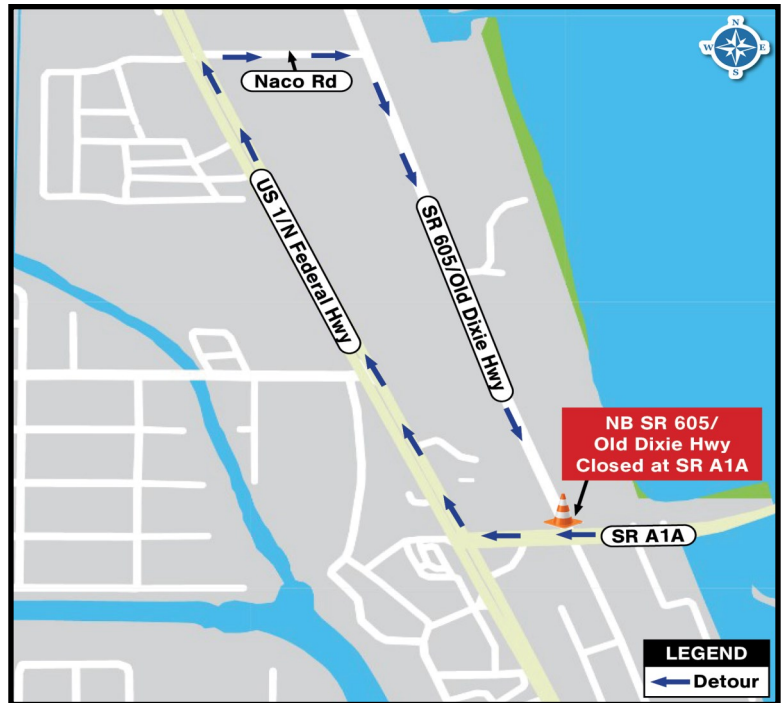 N
W E
S
Naco Rd
US 1/N Federal Hwy
SR 605/Old Dixie Hwy
NB SR 605/
Old Dixie Hwy
Closed at SR A1A
SR A1A
LEGEND
Detour